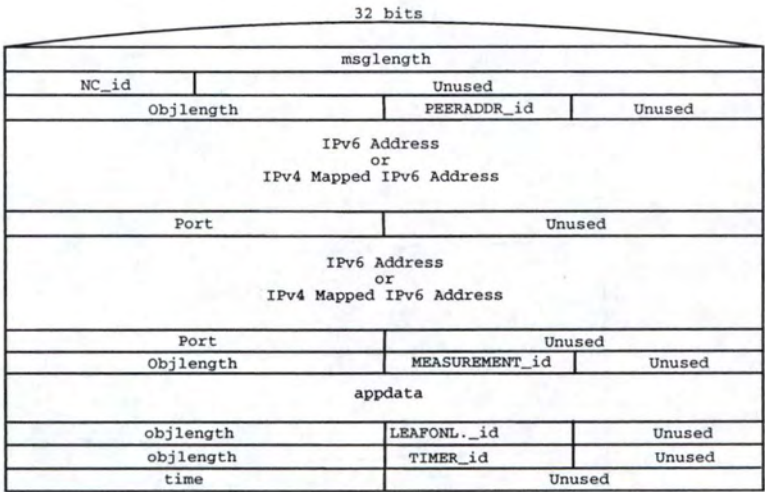 32 bits
msglength
NC_id Unused
Objlength PEERADDR_id Unused
IPv6 Address
or
IPv4 Mapped IPv6 Address
Port Unused
IPv6 Address
or
IPv4 Mapped IPv6 Address
Port Unused
Objlength MEASUREMENT_id Unused
appdata
objlength LEAFONL._id Unused
objlength TIMER_id Unused
time Unused